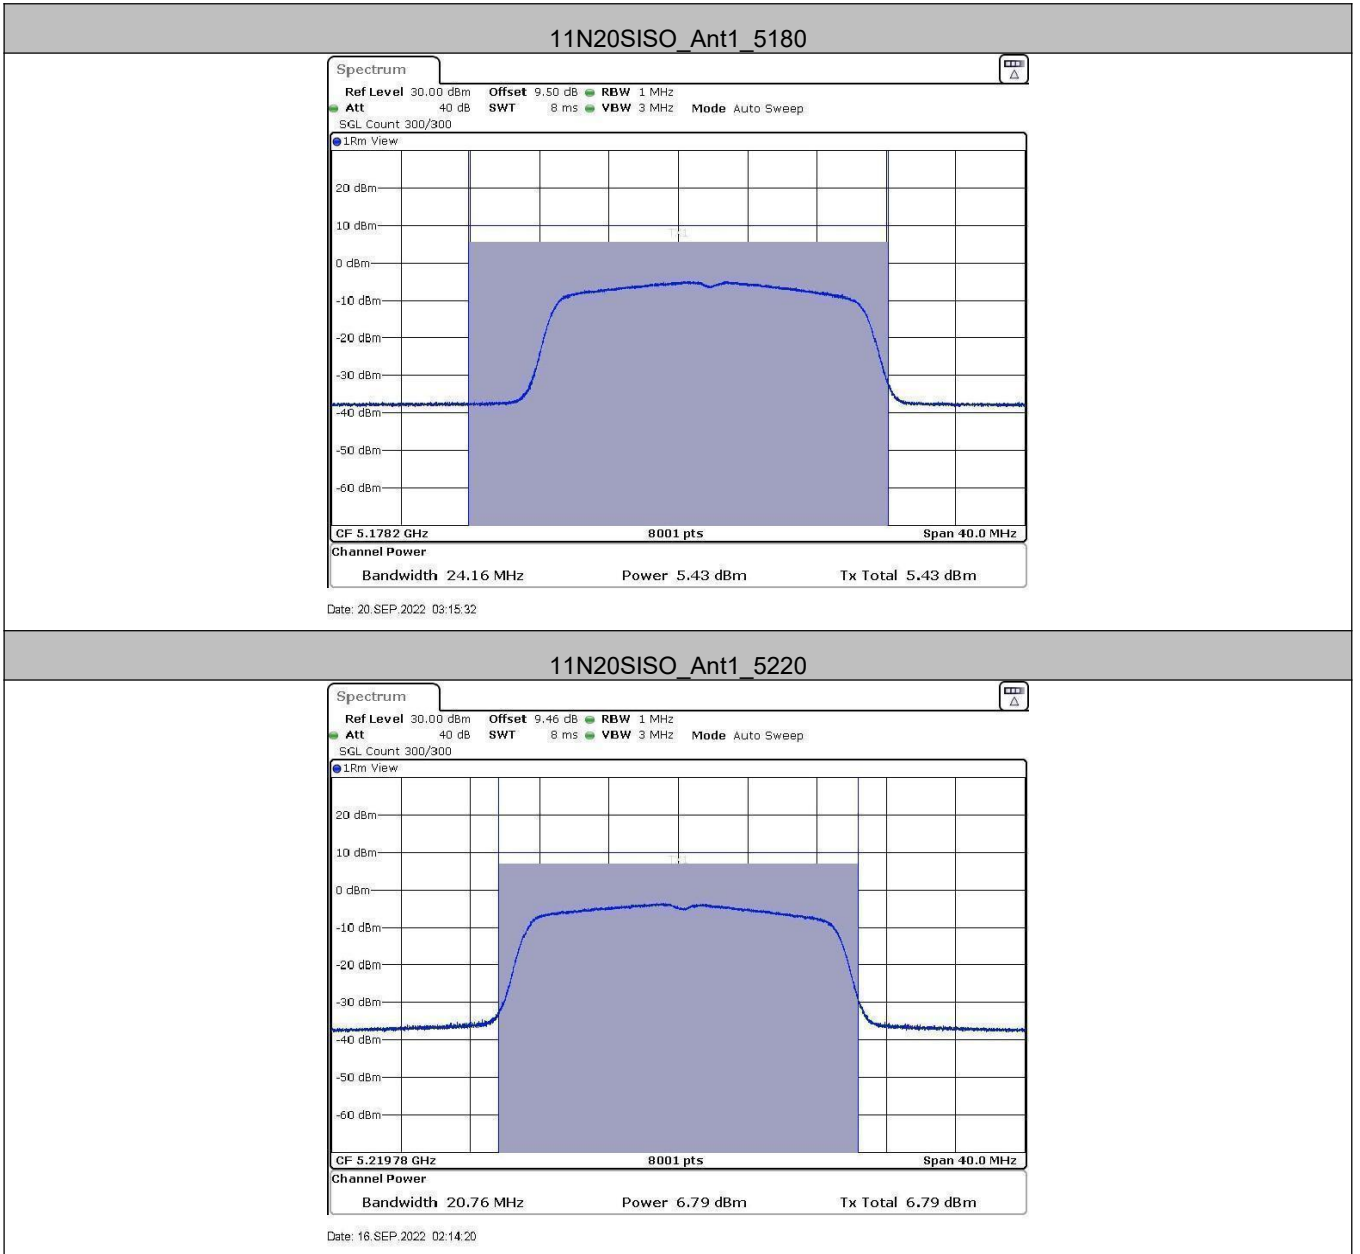 11N20SISO_Ant1_5180
Spectrum
Ref Level 30.00 dBm Offset 9.50 dB RBW 1 MHz
Att 40 dB SWT 8 ms VBW 3 MHz Mode Auto Sweep
SGL Count 300/300
1Rm View
20 dBm
10 dBm
0 dBm
-10 dBm
-20 dBm
-30 dBm
-40 dBm
-50 dBm
-60 dBm
CF 5.1782 GHz 8001 pts Span 40.0 MHz
Channel Power
Bandwidth 24.16 MHz Power 5.43 dBm Tx Total 5.43 dBm
Date: 20.SEP.2022 03:15:32
11N20SISO_Ant1_5220
Spectrum
Ref Level 30.00 dBm Offset 9.46 dB RBW 1 MHz
Att 40 dB SWT 8 ms VBW 3 MHz Mode Auto Sweep
SGL Count 300/300
1Rm View
20 dBm
10 dBm
0 dBm
-10 dBm
-20 dBm
-30 dBm
-40 dBm
-50 dBm
-60 dBm
CF 5.21978 GHz 8001 pts Span 40.0 MHz
Channel Power
Bandwidth 20.76 MHz Power 6.79 dBm Tx Total 6.79 dBm
Date: 16.SEP.2022 02:14:20